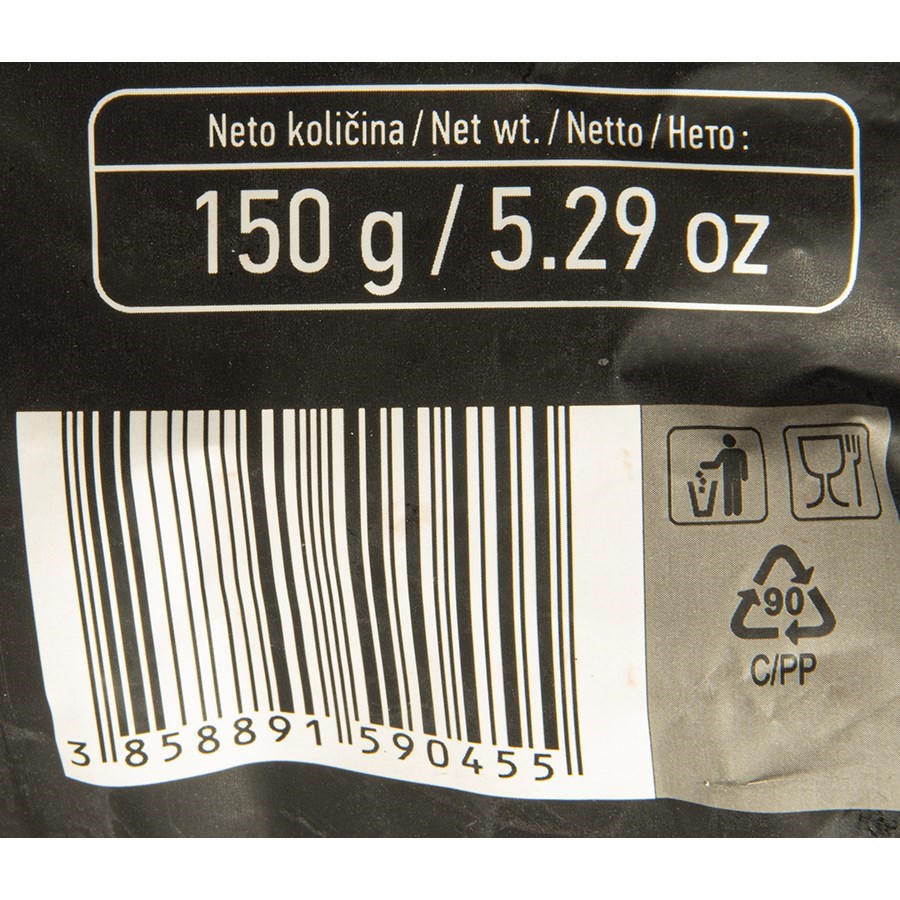 Neto količina / Net wt. / Netto / Нето :
150 g / 5.29 oz
90
C/PP
3 858891 590455